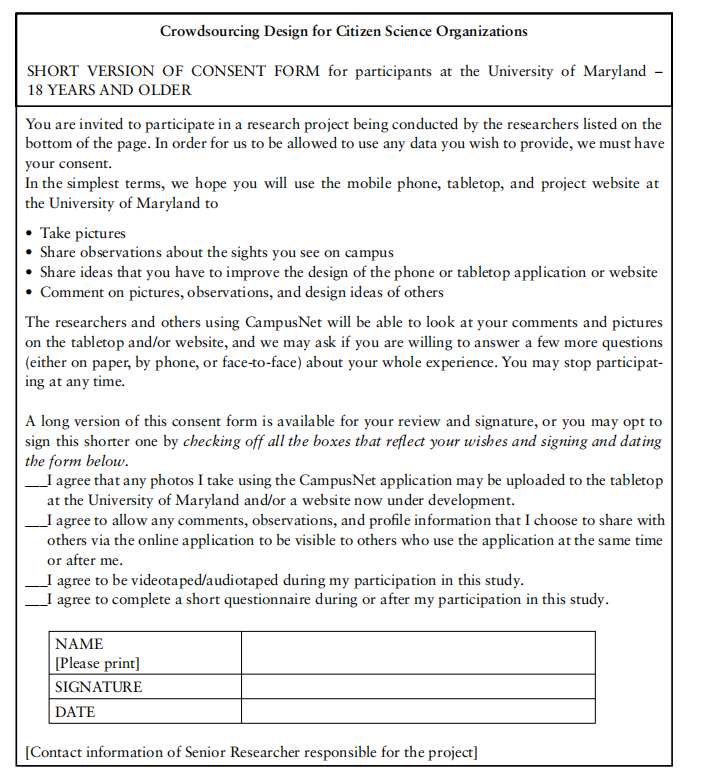 Crowdsourcing Design for Citizen Science Organizations
SHORT VERSION OF CONSENT FORM for participants at the University of Maryland –
18 YEARS AND OLDER
You are invited to participate in a research project being conducted by the researchers listed on the
bottom of the page. In order for us to be allowed to use any data you wish to provide, we must have
your consent.
In the simplest terms, we hope you will use the mobile phone, tabletop, and project website at
the University of Maryland to
• Take pictures
• Share observations about the sights you see on campus
• Share ideas that you have to improve the design of the phone or tabletop application or website
• Comment on pictures, observations, and design ideas of others
The researchers and others using CampusNet will be able to look at your comments and pictures
on the tabletop and/or website, and we may ask if you are willing to answer a few more questions
(either on paper, by phone, or face-to-face) about your whole experience. You may stop participat-
ing at any time.
A long version of this consent form is available for your review and signature, or you may opt to
sign this shorter one by checking off all the boxes that reflect your wishes and signing and dating
the form below.
___I agree that any photos I take using the CampusNet application may be uploaded to the tabletop
at the University of Maryland and/or a website now under development.
___I agree to allow any comments, observations, and profile information that I choose to share with
others via the online application to be visible to others who use the application at the same time
or after me.
___I agree to be videotaped/audiotaped during my participation in this study.
___I agree to complete a short questionnaire during or after my participation in this study.
NAME
[Please print]
SIGNATURE
DATE
[Contact information of Senior Researcher responsible for the project]